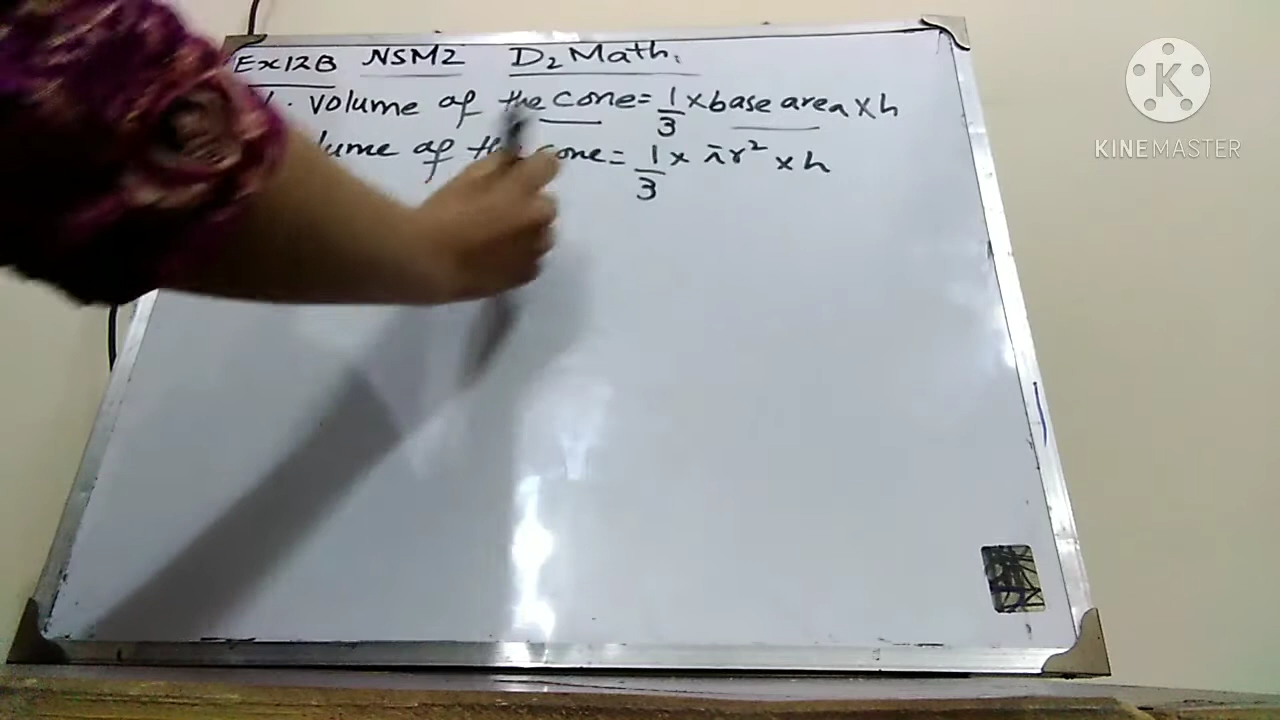 Ex12B NSM2 D2 Math.
1. Volume of the cone = 1/3 × base area × h
of the cone = 1/3 × πr² × h
K
KINEMASTER